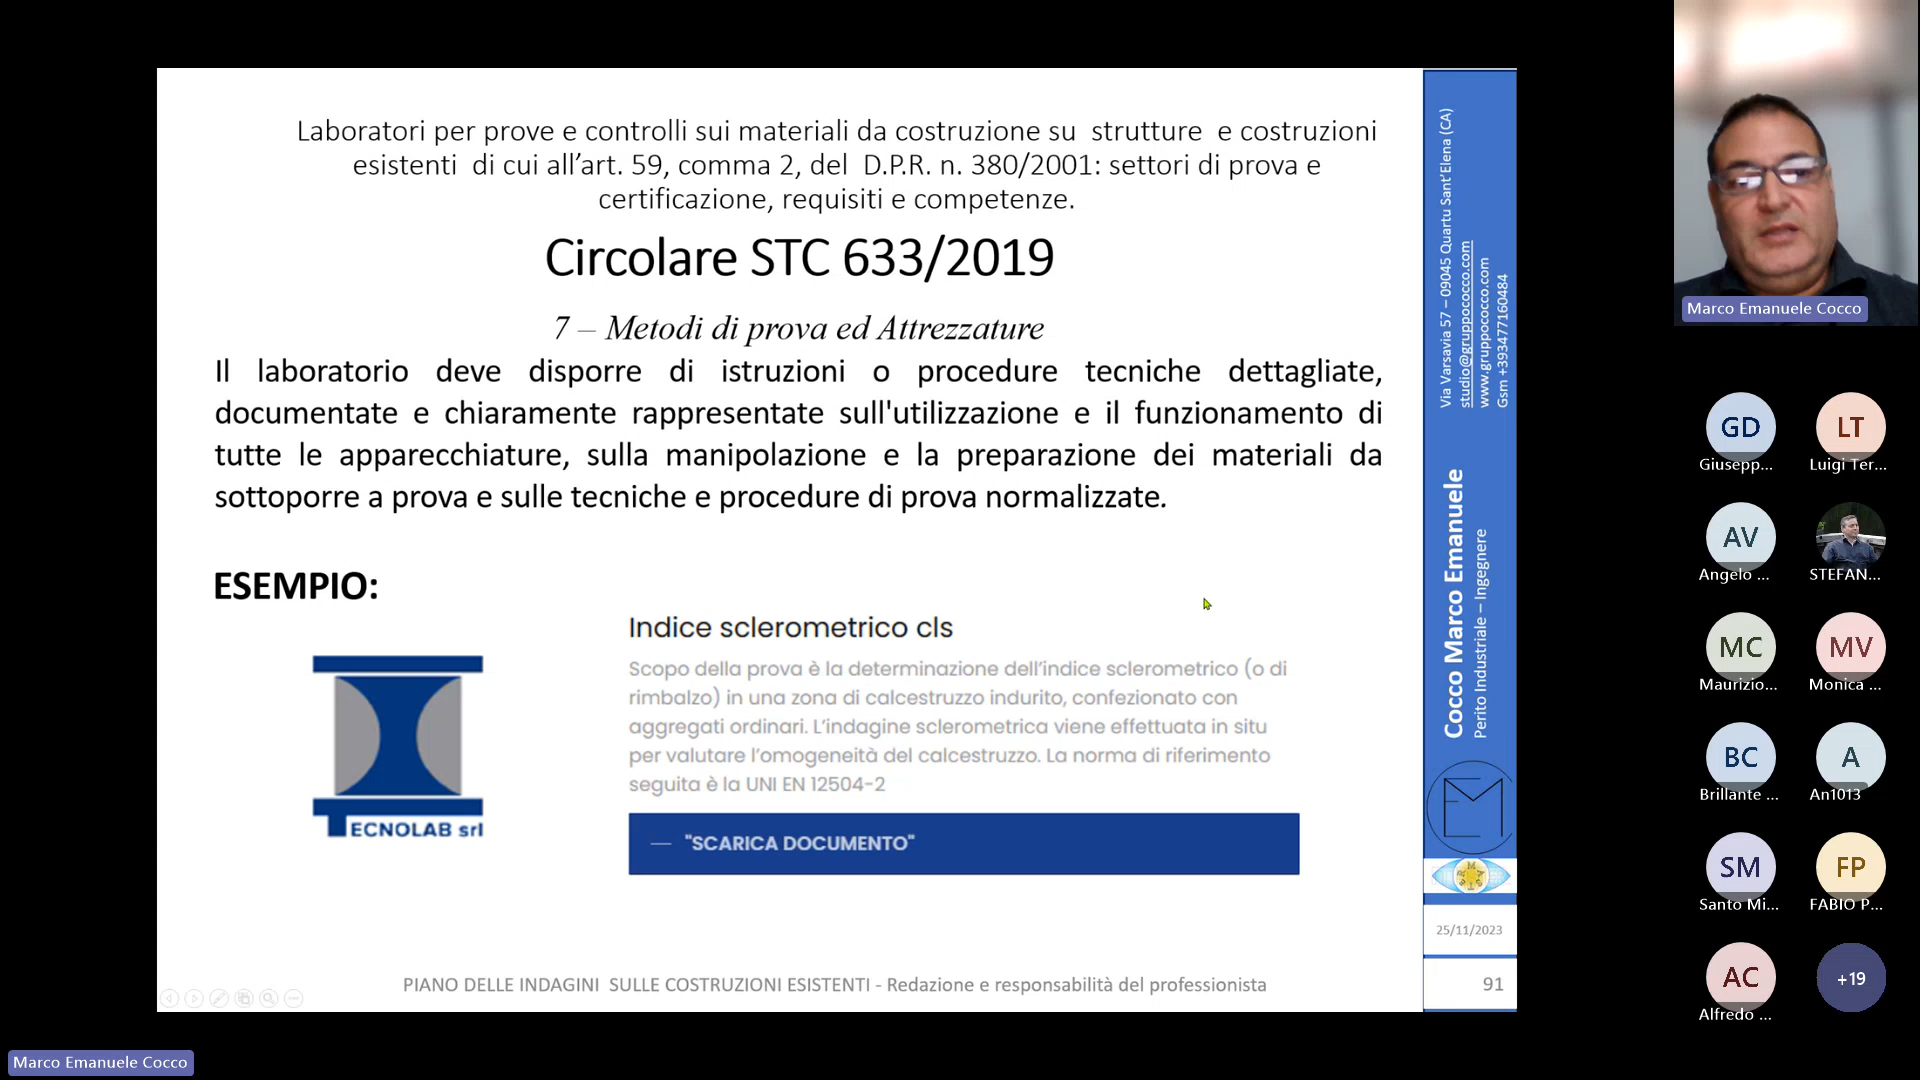 Laboratori per prove e controlli sui materiali da costruzione su strutture e costruzioni
esistenti di cui all’art. 59, comma 2, del D.P.R. n. 380/2001: settori di prova e
certificazione, requisiti e competenze.
Circolare STC 633/2019
7 – Metodi di prova ed Attrezzature
Il laboratorio deve disporre di istruzioni o procedure tecniche dettagliate,
documentate e chiaramente rappresentate sull'utilizzazione e il funzionamento di
tutte le apparecchiature, sulla manipolazione e la preparazione dei materiali da
sottoporre a prova e sulle tecniche e procedure di prova normalizzate.
ESEMPIO:
TECNOLAB srl
Indice sclerometrico cls
Scopo della prova è la determinazione dell’indice sclerometrico (o di
rimbalzo) in una zona di calcestruzzo indurito, confezionato con
aggregati ordinari. L’indagine sclerometrica viene effettuata in situ
per valutare l’omogeneità del calcestruzzo. La norma di riferimento
seguita è la UNI EN 12504-2
— "SCARICA DOCUMENTO"
PIANO DELLE INDAGINI SULLE COSTRUZIONI ESISTENTI - Redazione e responsabilità del professionista
Via Varsavia 57 – 09045 Quartu Sant’Elena (CA)
studio@gruppococco.com
www.gruppococco.com
Gsm +393477160484
Cocco Marco Emanuele
Perito Industriale – Ingegnere
25/11/2023
91
Marco Emanuele Cocco
GD
Giusepp...
LT
Luigi Ter...
AV
Angelo ...
STEFAN...
MC
Maurizio...
MV
Monica ...
BC
Brillante ...
A
An1013
SM
Santo Mi...
FP
FABIO P...
AC
Alfredo ...
+19
Marco Emanuele Cocco